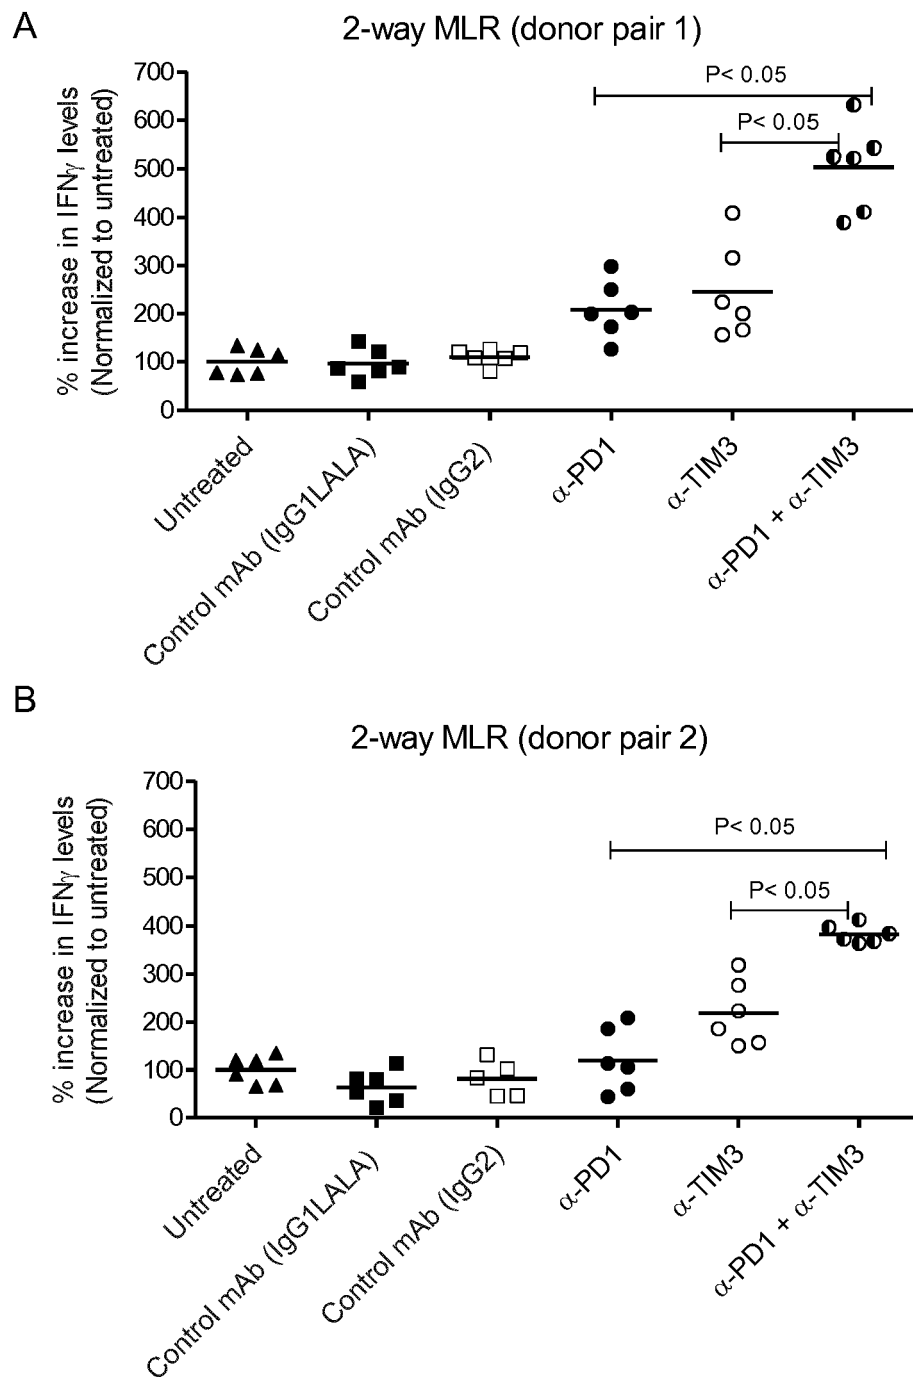 A
2-way MLR (donor pair 1)
% increase in IFNγ levels
(Normalized to untreated)
700
600
500
400
300
200
100
0
P< 0.05
P< 0.05
Untreated
Control mAb (IgG1LALA)
Control mAb (IgG2)
α-PD1
α-TIM3
α-PD1 + α-TIM3
B
2-way MLR (donor pair 2)
% increase in IFNγ levels
(Normalized to untreated)
700
600
500
400
300
200
100
0
P< 0.05
P< 0.05
Untreated
Control mAb (IgG1LALA)
Control mAb (IgG2)
α-PD1
α-TIM3
α-PD1 + α-TIM3